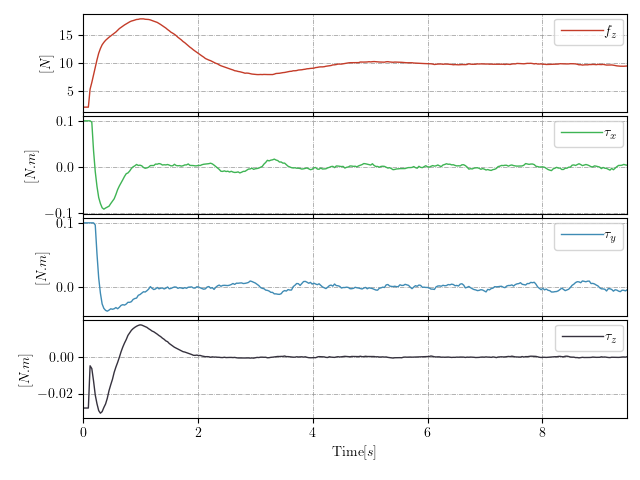 15
10
5
[N]
f_z
0.1
0.0
−0.1
[N.m]
τ_x
0.1
0.0
[N.m]
τ_y
0.00
−0.02
[N.m]
τ_z
0 2 4 6 8
Time[s]